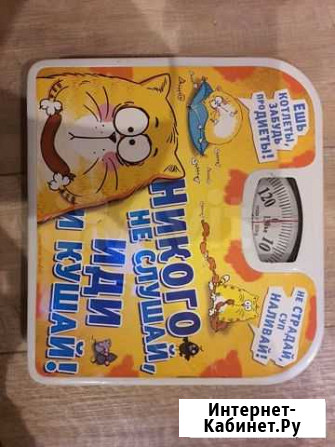 ЕШЬ
КОТЛЕТЫ,
ЗАБУДЬ
ПРО ДИЕТЫ!
НИКОГО
НЕ СЛУШАЙ,
ИДИ
И КУШАЙ!
НЕ СТРАДАЙ,
СУП
НАЛИВАЙ!
120
10
Интернет-
Кабинет.Ру